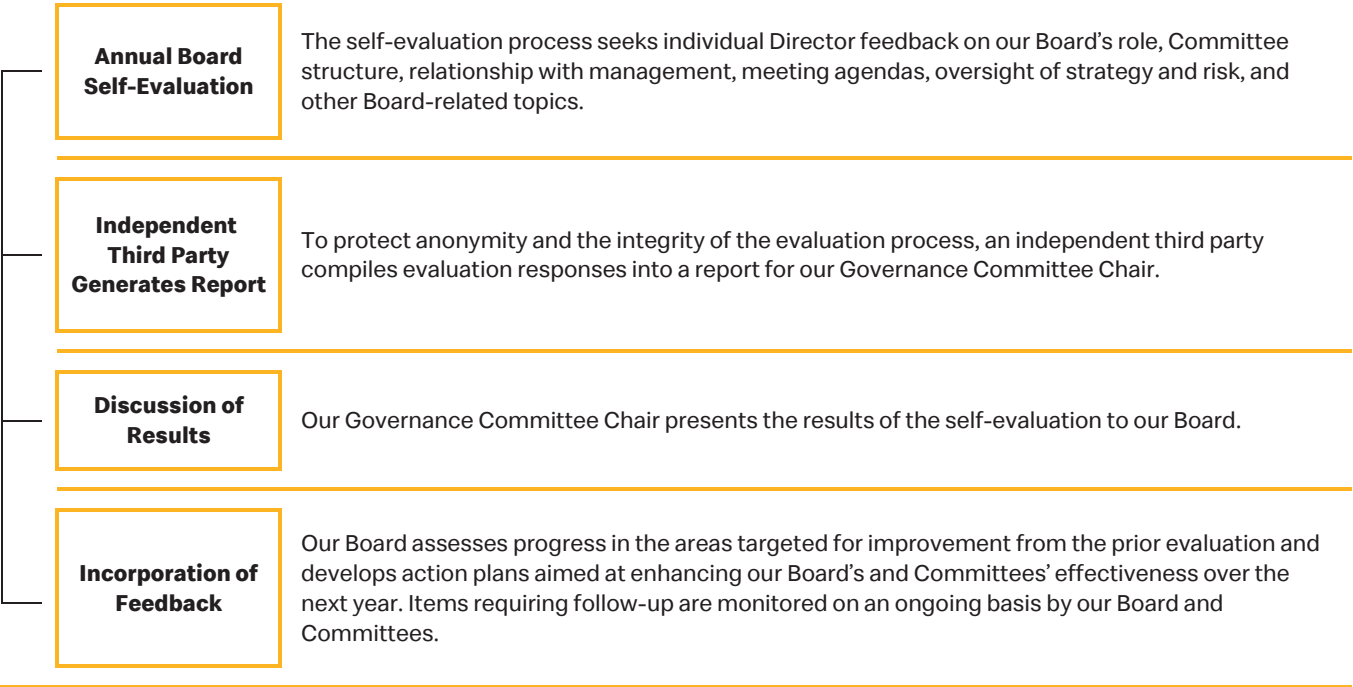 Annual Board
Self-Evaluation
The self-evaluation process seeks individual Director feedback on our Board’s role, Committee
structure, relationship with management, meeting agendas, oversight of strategy and risk, and
other Board-related topics.
Independent
Third Party
Generates Report
To protect anonymity and the integrity of the evaluation process, an independent third party
compiles evaluation responses into a report for our Governance Committee Chair.
Discussion of
Results
Our Governance Committee Chair presents the results of the self-evaluation to our Board.
Incorporation of
Feedback
Our Board assesses progress in the areas targeted for improvement from the prior evaluation and
develops action plans aimed at enhancing our Board’s and Committees’ effectiveness over the
next year. Items requiring follow-up are monitored on an ongoing basis by our Board and
Committees.